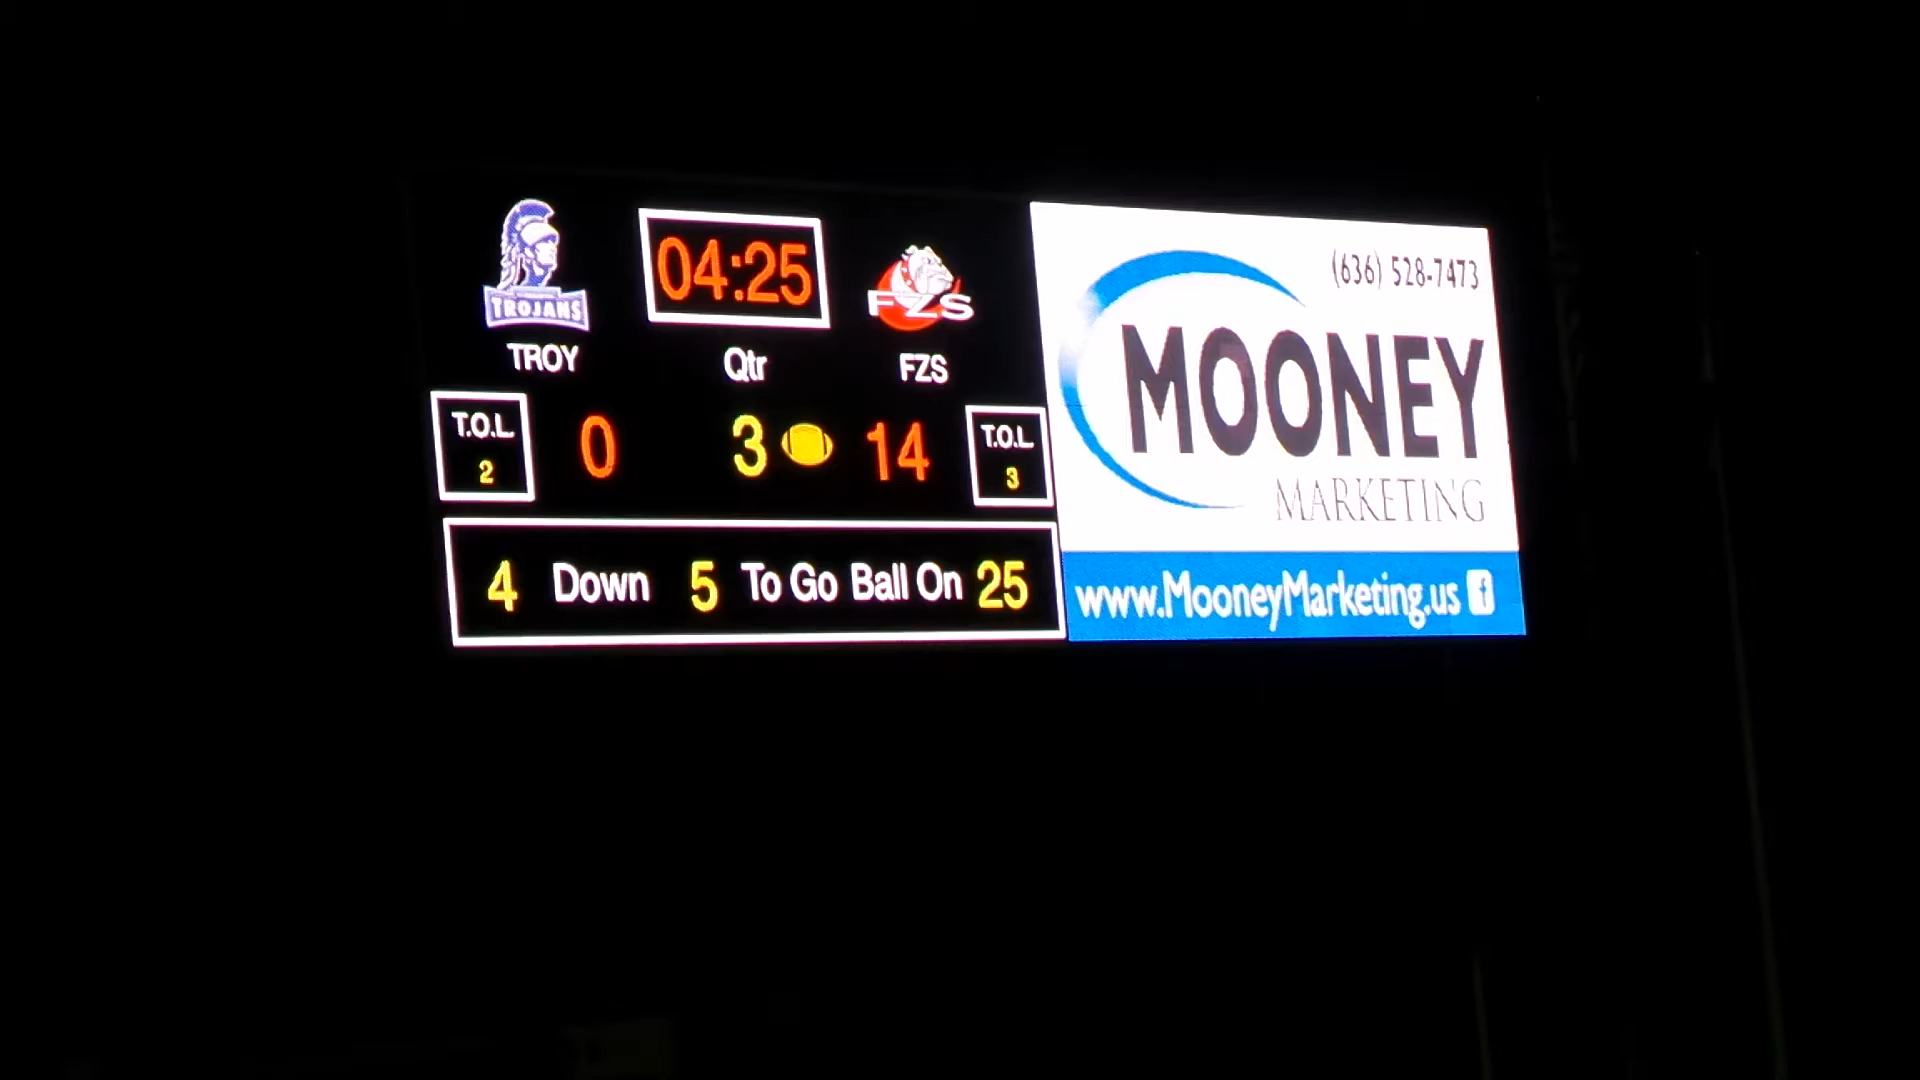 TROJANS
TROY
04:25
Qtr
FZS
FZS
T.O.L.
2
0
3
14
T.O.L.
3
4 Down 5 To Go Ball On 25
(636) 528-7473
MOONEY
MARKETING
www.MooneyMarketing.us f